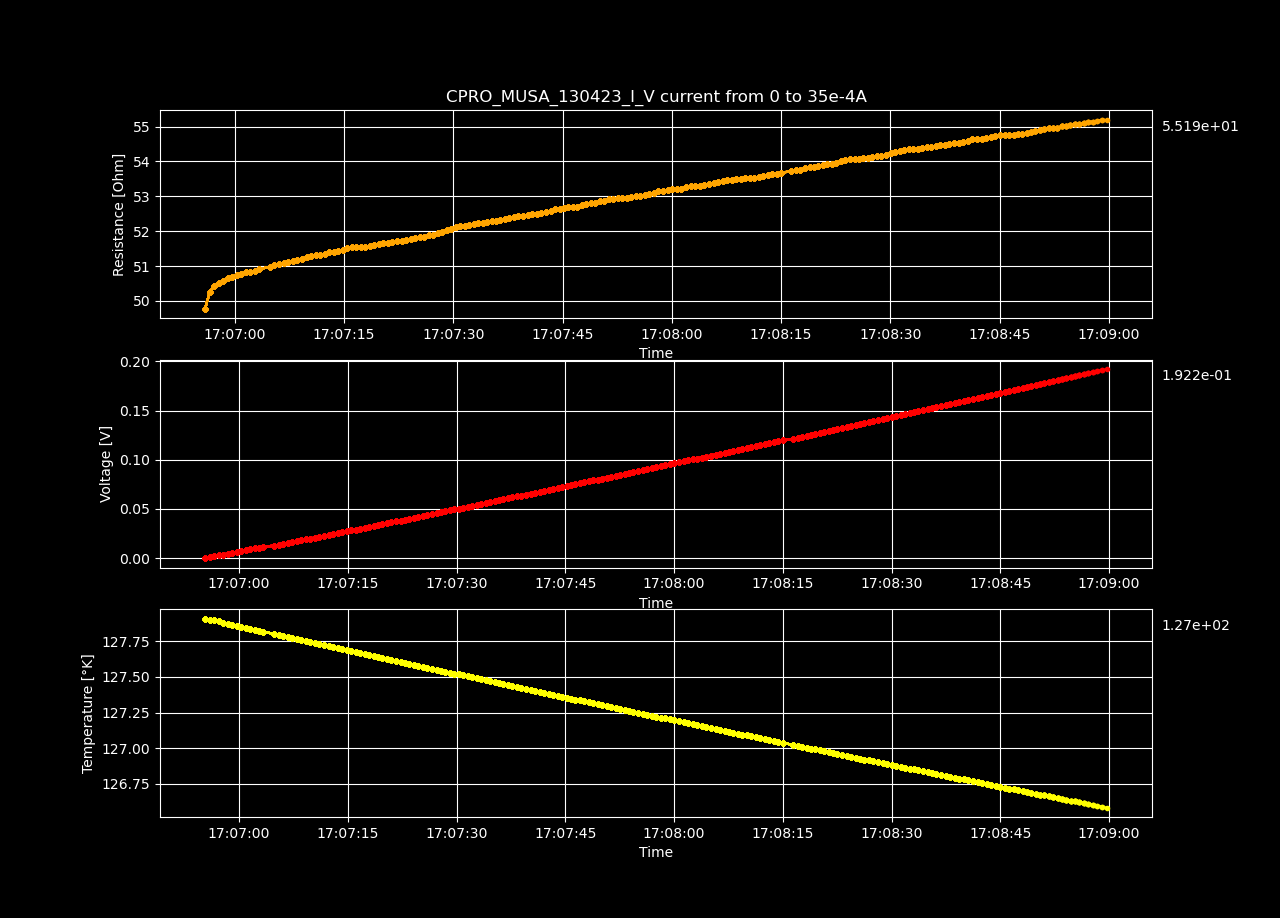 CPRO_MUSA_130423_I_V current from 0 to 35e-4A
55
54
53
52
51
50
Resistance [Ohm]
5.519e+01
17:07:00 17:07:15 17:07:30 17:07:45 17:08:00 17:08:15 17:08:30 17:08:45 17:09:00
Time
0.20
0.15
0.10
0.05
0.00
Voltage [V]
1.922e-01
17:07:00 17:07:15 17:07:30 17:07:45 17:08:00 17:08:15 17:08:30 17:08:45 17:09:00
Time
127.75
127.50
127.25
127.00
126.75
Temperature [°K]
1.27e+02
17:07:00 17:07:15 17:07:30 17:07:45 17:08:00 17:08:15 17:08:30 17:08:45 17:09:00
Time